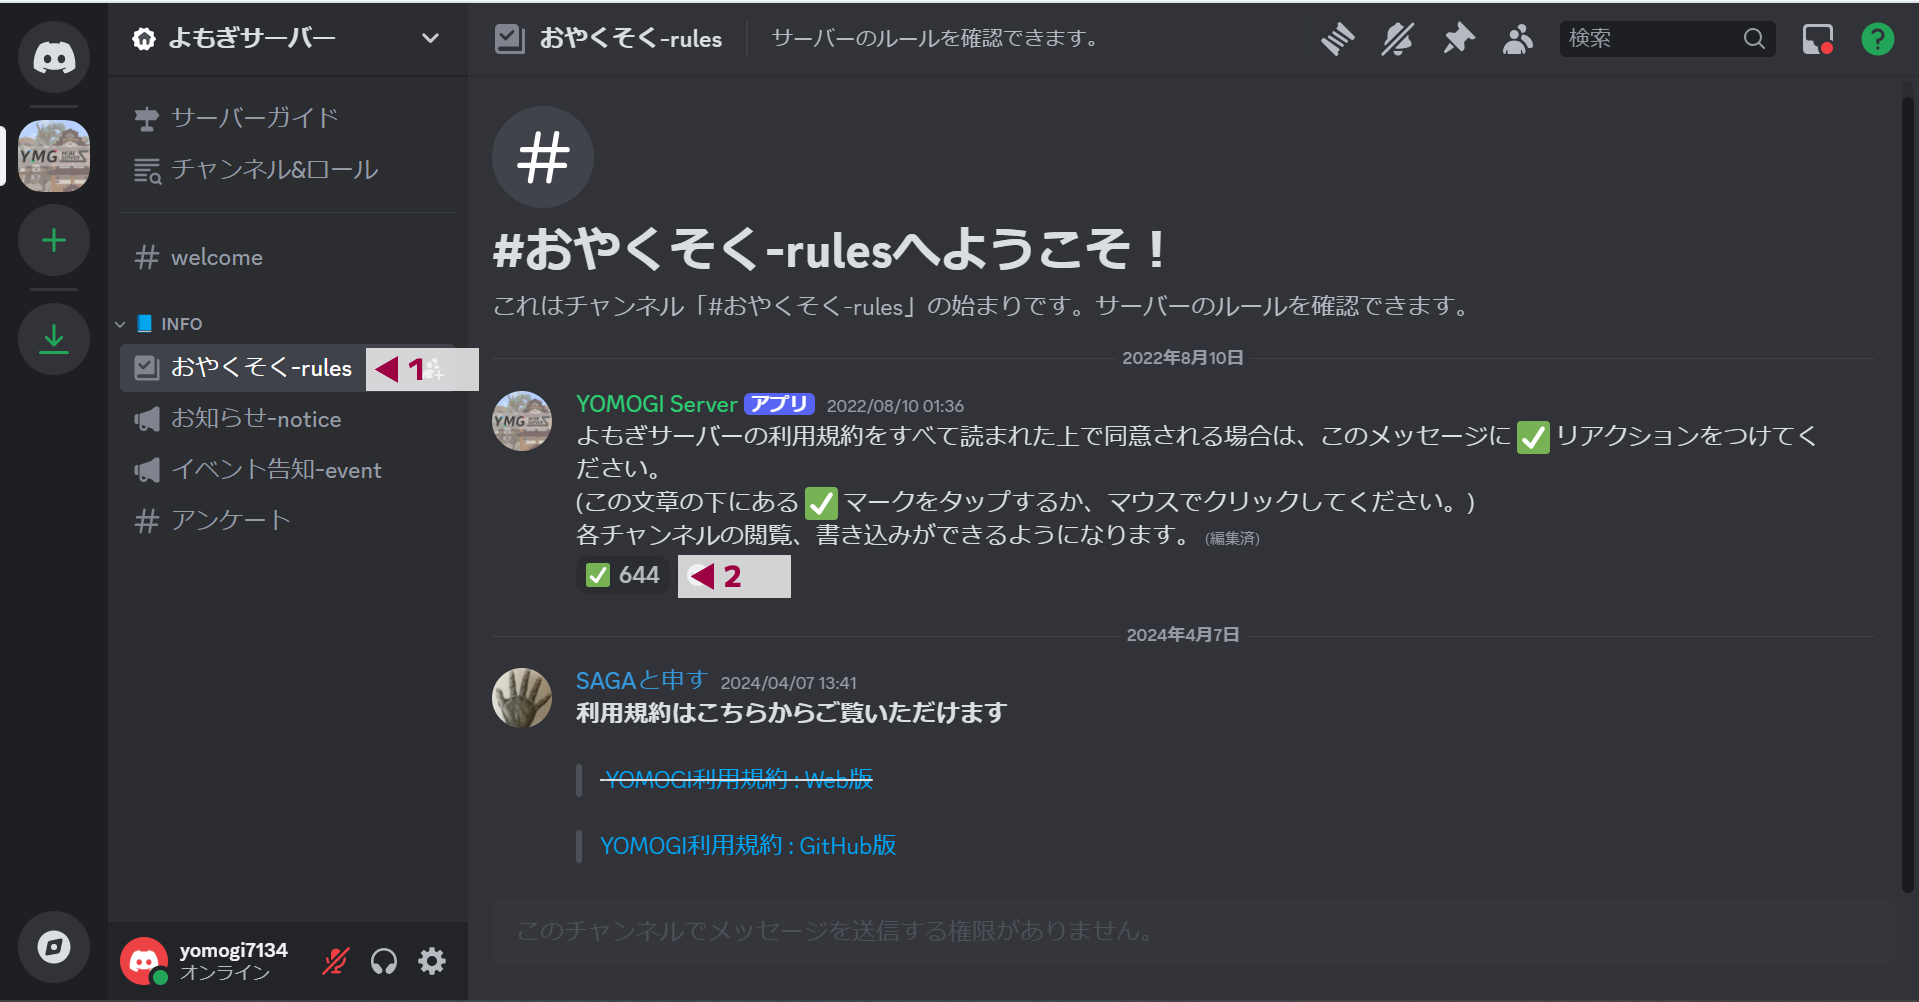 よもぎサーバー
おやくそく-rules
サーバーのルールを確認できます。
検索
YMG
サーバーガイド
チャンネル&ロール
welcome
INFO
おやくそく-rules
1
お知らせ-notice
イベント告知-event
アンケート
#おやくそく-rulesへようこそ！
これはチャンネル「#おやくそく-rules」の始まりです。サーバーのルールを確認できます。
2022年8月10日
YMG
YOMOGI Server アプリ 2022/08/10 01:36
よもぎサーバーの利用規約をすべて読まれた上で同意される場合は、このメッセージに ✅ リアクションをつけてく
ださい。
(この文章の下にある ✅ マークをタップするか、マウスでクリックしてください。)
各チャンネルの閲覧、書き込みができるようになります。 (編集済)
✅ 644
2
2024年4月7日
SAGAと申す 2024/04/07 13:41
利用規約はこちらからご覧いただけます
YOMOGI利用規約 : Web版
YOMOGI利用規約 : GitHub版
このチャンネルでメッセージを送信する権限がありません。
yomogi7134
オンライン